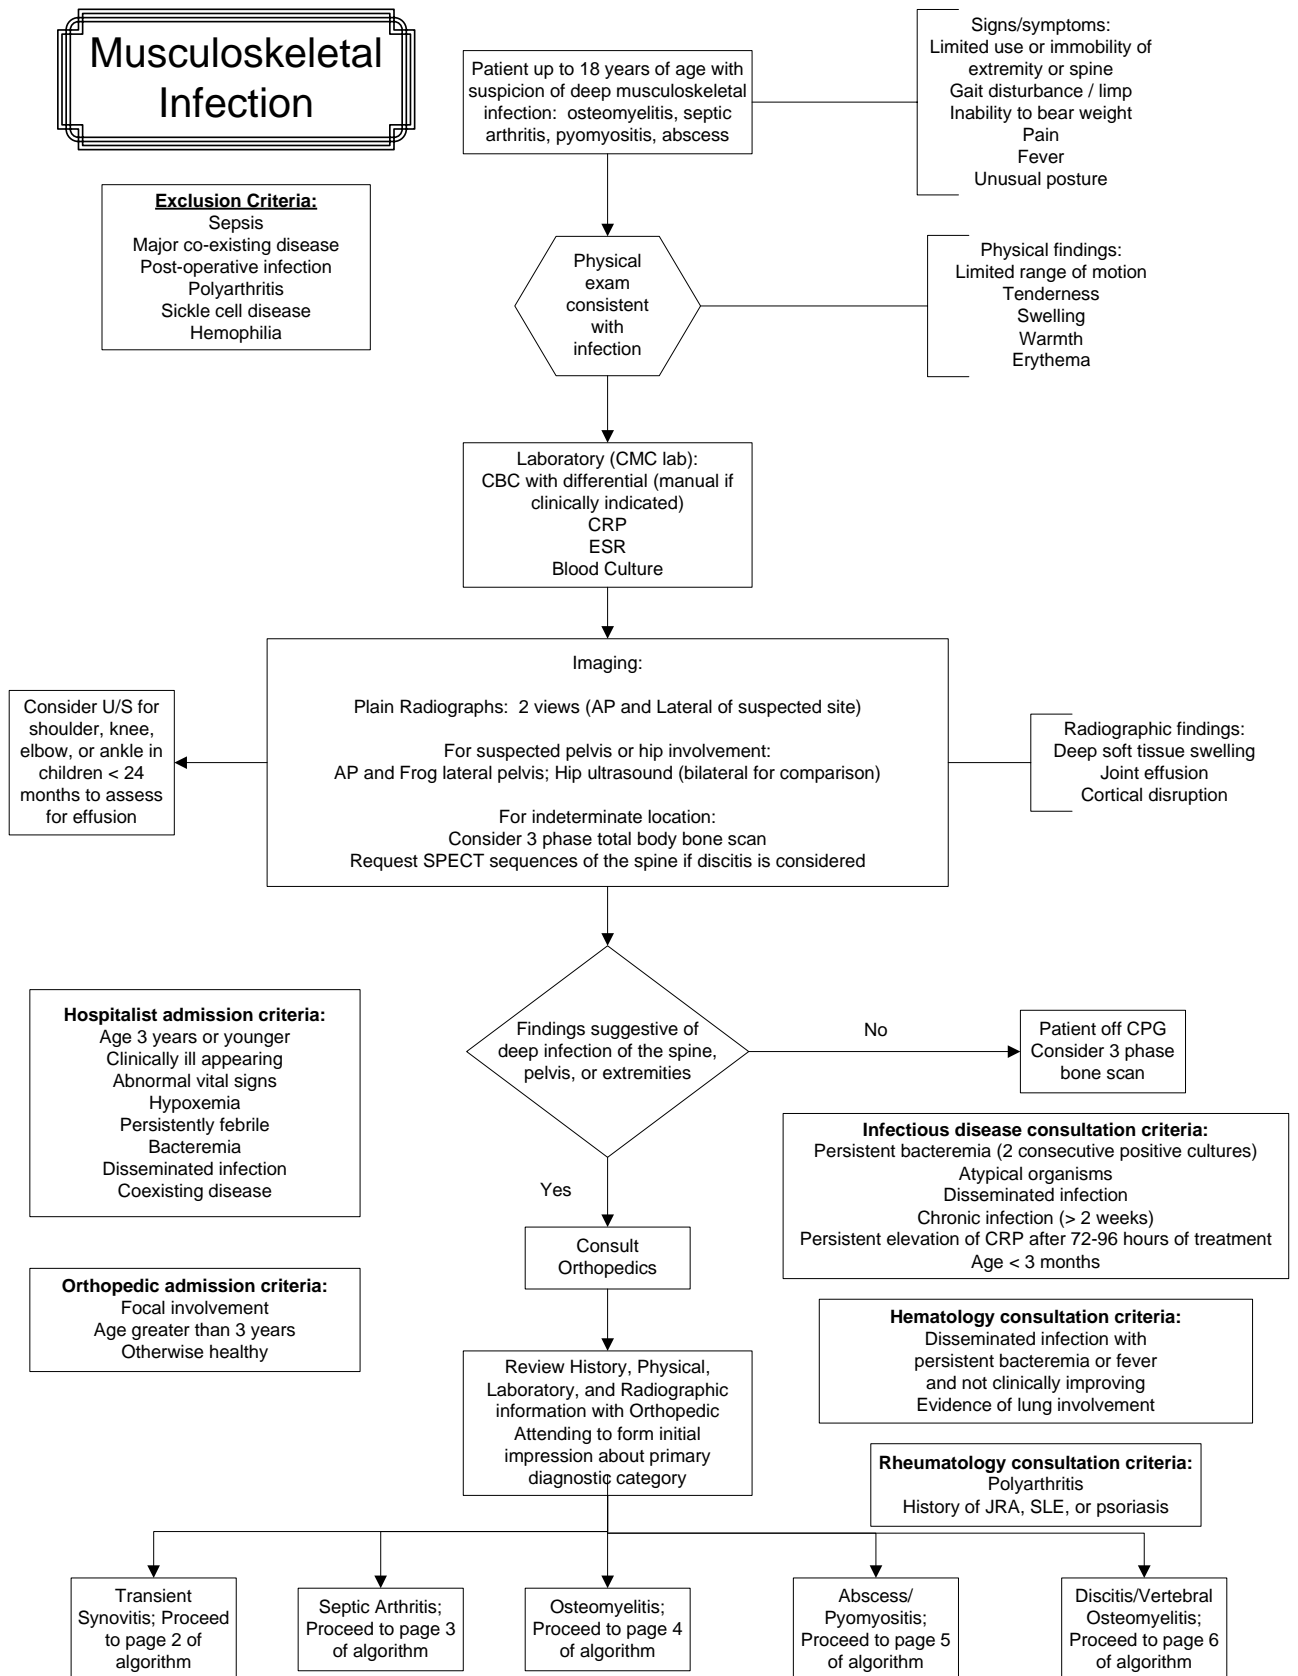 Musculoskeletal
Infection
Patient up to 18 years of age with
suspicion of deep musculoskeletal
infection: osteomyelitis, septic
arthritis, pyomyositis, abscess
Signs/symptoms:
Limited use or immobility of
extremity or spine
Gait disturbance / limp
Inability to bear weight
Pain
Fever
Unusual posture
Exclusion Criteria:
Sepsis
Major co-existing disease
Post-operative infection
Polyarthritis
Sickle cell disease
Hemophilia
Physical
exam
consistent
with
infection
Physical findings:
Limited range of motion
Tenderness
Swelling
Warmth
Erythema
Laboratory (CMC lab):
CBC with differential (manual if
clinically indicated)
CRP
ESR
Blood Culture
Imaging:
Plain Radiographs: 2 views (AP and Lateral of suspected site)
For suspected pelvis or hip involvement:
AP and Frog lateral pelvis; Hip ultrasound (bilateral for comparison)
For indeterminate location:
Consider 3 phase total body bone scan
Request SPECT sequences of the spine if discitis is considered
Consider U/S for
shoulder, knee,
elbow, or ankle in
children < 24
months to assess
for effusion
Radiographic findings:
Deep soft tissue swelling
Joint effusion
Cortical disruption
Findings suggestive of
deep infection of the spine,
pelvis, or extremities
No
Patient off CPG
Consider 3 phase
bone scan
Hospitalist admission criteria:
Age 3 years or younger
Clinically ill appearing
Abnormal vital signs
Hypoxemia
Persistently febrile
Bacteremia
Disseminated infection
Coexisting disease
Yes
Infectious disease consultation criteria:
Persistent bacteremia (2 consecutive positive cultures)
Atypical organisms
Disseminated infection
Chronic infection (> 2 weeks)
Persistent elevation of CRP after 72-96 hours of treatment
Age < 3 months
Consult
Orthopedics
Orthopedic admission criteria:
Focal involvement
Age greater than 3 years
Otherwise healthy
Hematology consultation criteria:
Disseminated infection with
persistent bacteremia or fever
and not clinically improving
Evidence of lung involvement
Review History, Physical,
Laboratory, and Radiographic
information with Orthopedic
Attending to form initial
impression about primary
diagnostic category
Rheumatology consultation criteria:
Polyarthritis
History of JRA, SLE, or psoriasis
Transient
Synovitis; Proceed
to page 2 of
algorithm
Septic Arthritis;
Proceed to page 3
of algorithm
Osteomyelitis;
Proceed to page 4
of algorithm
Abscess/
Pyomyositis;
Proceed to page 5
of algorithm
Discitis/Vertebral
Osteomyelitis;
Proceed to page 6
of algorithm